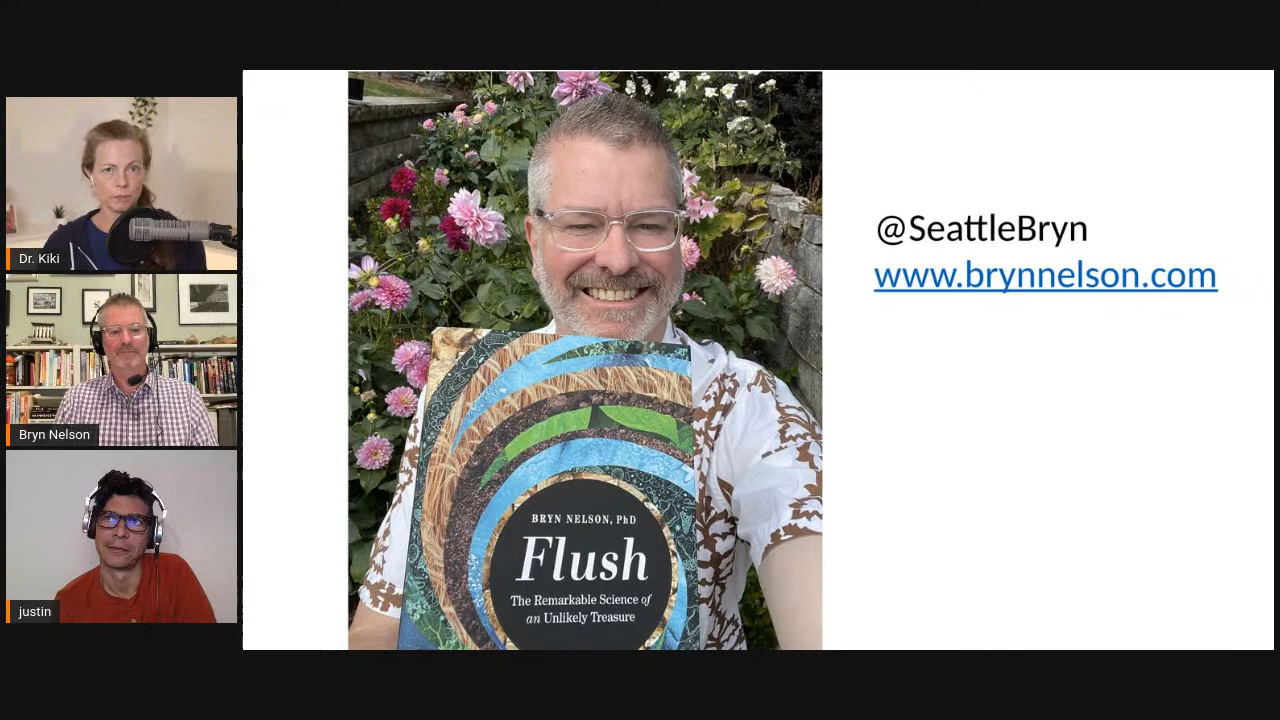 Dr. Kiki
Bryn Nelson
justin
BRYN NELSON, PhD
Flush
The Remarkable Science of
an Unlikely Treasure
@SeattleBryn
www.brynnelson.com